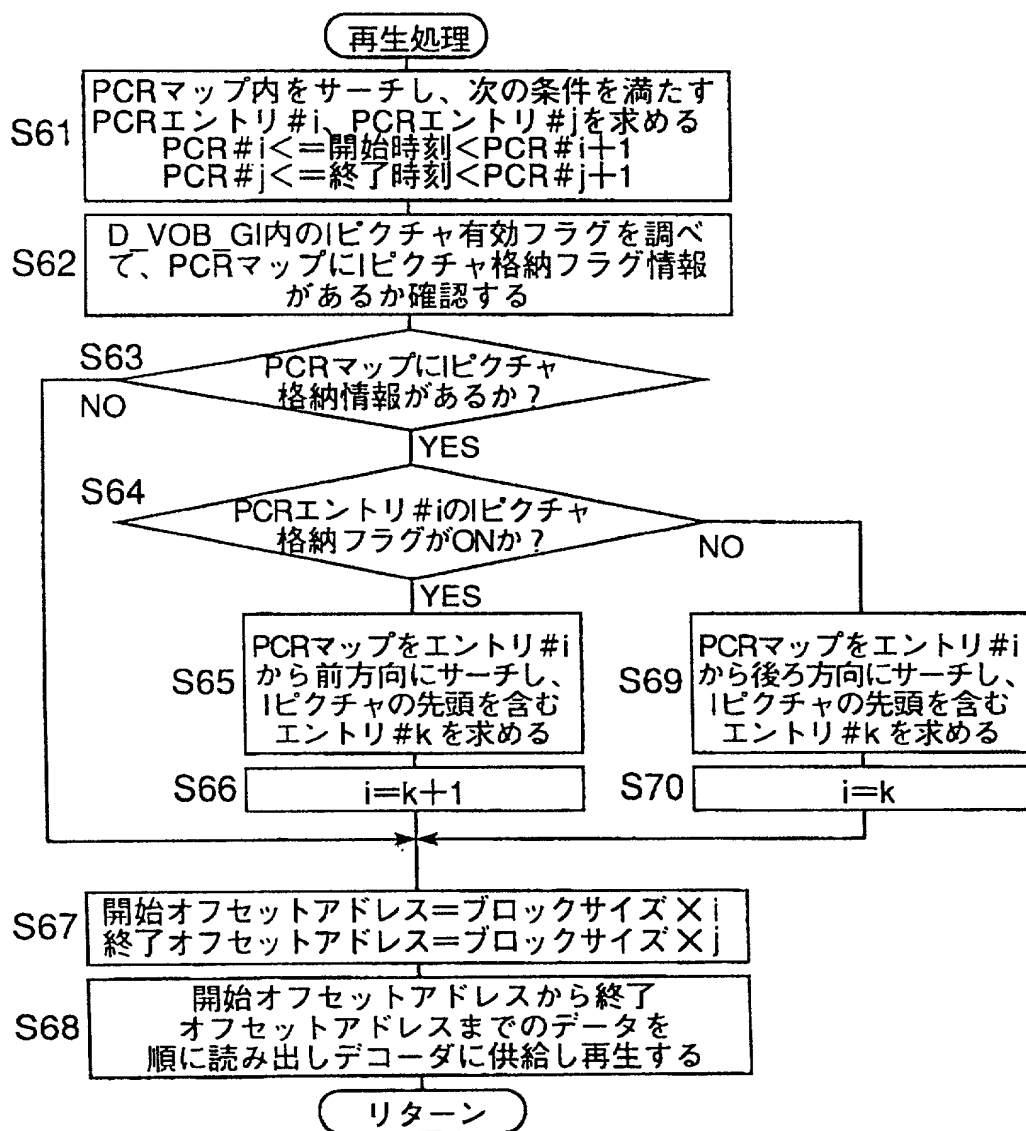 再生処理
S61
PCRマップ内をサーチし、次の条件を満たす
PCRエントリ#i、PCRエントリ#jを求める
PCR#i<=開始時刻<PCR#i+1
PCR#j<=終了時刻<PCR#j+1
S62
D_VOB_GI内のIピクチャ有効フラグを調べ
て、PCRマップにIピクチャ格納フラグ情報
があるか確認する
S63
PCRマップにIピクチャ
格納情報があるか?
NO
YES
S64
PCRエントリ#iのIピクチャ
格納フラグがONか?
NO
YES
S65
PCRマップをエントリ#i
から前方向にサーチし、
Iピクチャの先頭を含む
エントリ#kを求める
S69
PCRマップをエントリ#i
から後ろ方向にサーチし、
Iピクチャの先頭を含む
エントリ#kを求める
S66
i=k+1
S70
i=k
S67
開始オフセットアドレス=ブロックサイズ×i
終了オフセットアドレス=ブロックサイズ×j
S68
開始オフセットアドレスから終了
オフセットアドレスまでのデータを
順に読み出しデコーダに供給し再生する
リターン